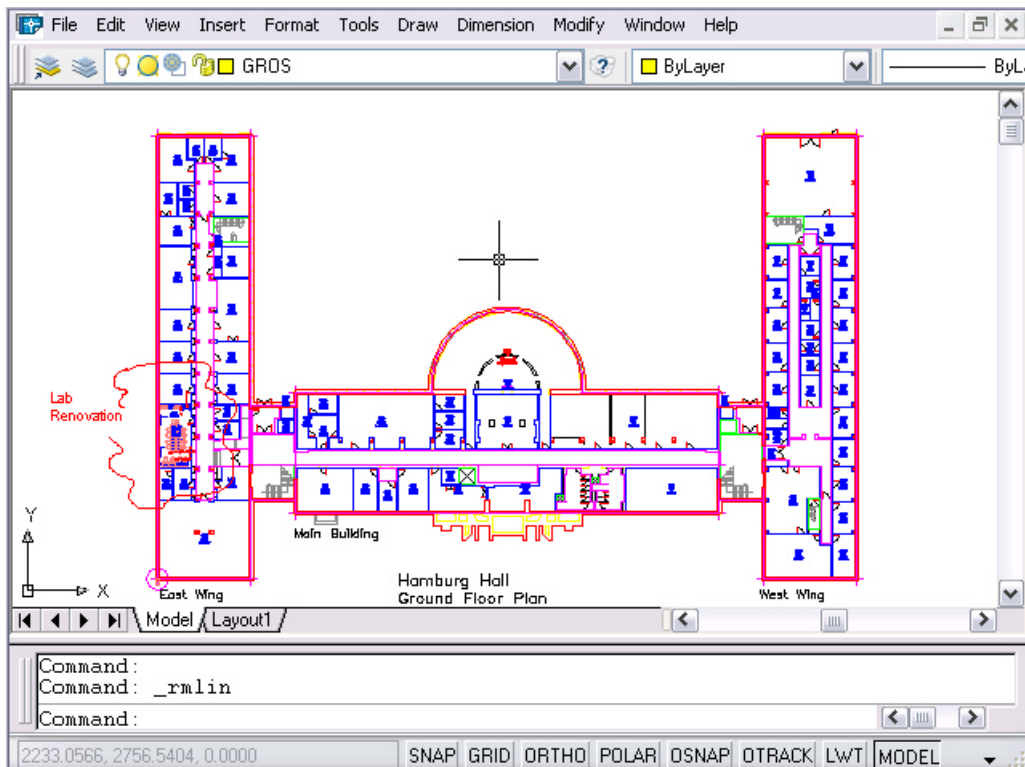 File Edit View Insert Format Tools Draw Dimension Modify Window Help
GROS ByLayer ByLa
Lab
Renovation
Y
X
Main Building
East Wing
Hamburg Hall
Ground Floor Plan
West Wing
Model Layout1
Command:
Command: _rmlin
Command:
2233.0566, 2756.5404, 0.0000 SNAP GRID ORTHO POLAR OSNAP OTRACK LWT MODEL